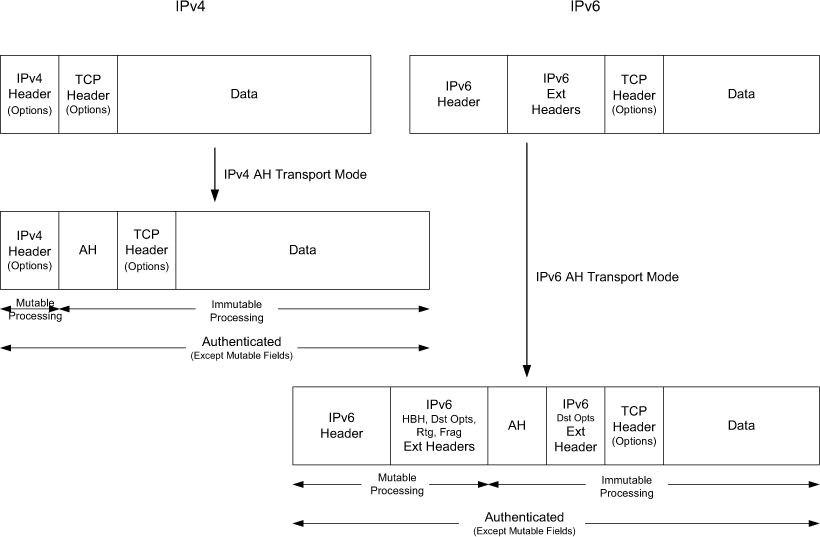 IPv4
IPv6
IPv4
Header
(Options)
TCP
Header
(Options)
Data
IPv6
Header
IPv6
Ext
Headers
TCP
Header
(Options)
Data
IPv4 AH Transport Mode
IPv4
Header
(Options)
AH
TCP
Header
(Options)
Data
Mutable
Processing
Immutable
Processing
Authenticated
(Except Mutable Fields)
IPv6 AH Transport Mode
IPv6
Header
IPv6
HBH, Dst Opts,
Rtg, Frag
Ext Headers
AH
IPv6
Dst Opts
Ext
Header
TCP
Header
(Options)
Data
Mutable
Processing
Immutable
Processing
Authenticated
(Except Mutable Fields)